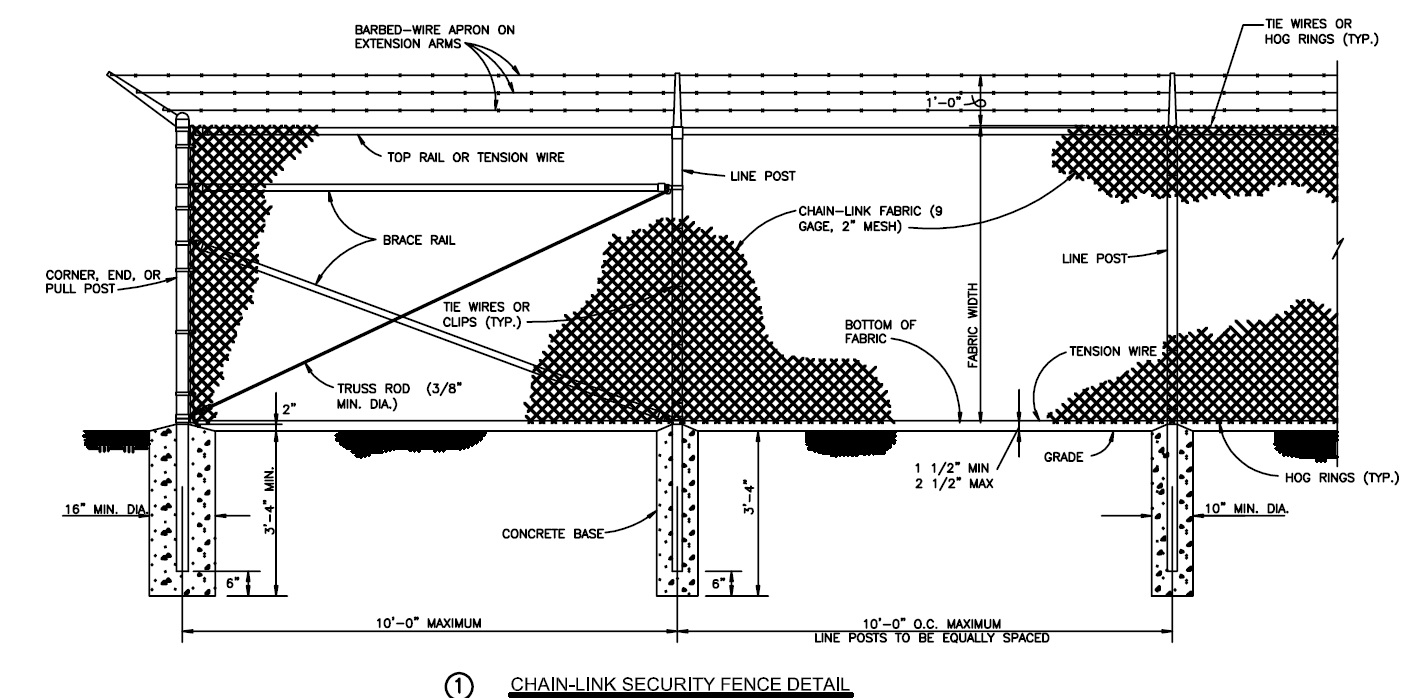 BARBED-WIRE APRON ON
EXTENSION ARMS
TIE WIRES OR
HOG RINGS (TYP.)
1'-0"
TOP RAIL OR TENSION WIRE
LINE POST
CHAIN-LINK FABRIC (9
GAGE, 2" MESH)
BRACE RAIL
LINE POST
CORNER, END, OR
PULL POST
TIE WIRES OR
CLIPS (TYP.)
FABRIC WIDTH
BOTTOM OF
FABRIC
TENSION WIRE
TRUSS ROD (3/8"
MIN. DIA.)
2"
GRADE
1 1/2" MIN
2 1/2" MAX
HOG RINGS (TYP.)
16" MIN. DIA.
3'-4" MIN.
3'-4"
10" MIN. DIA.
CONCRETE BASE
6"
6"
10'-0" MAXIMUM
10'-0" O.C. MAXIMUM
LINE POSTS TO BE EQUALLY SPACED
1 CHAIN-LINK SECURITY FENCE DETAIL